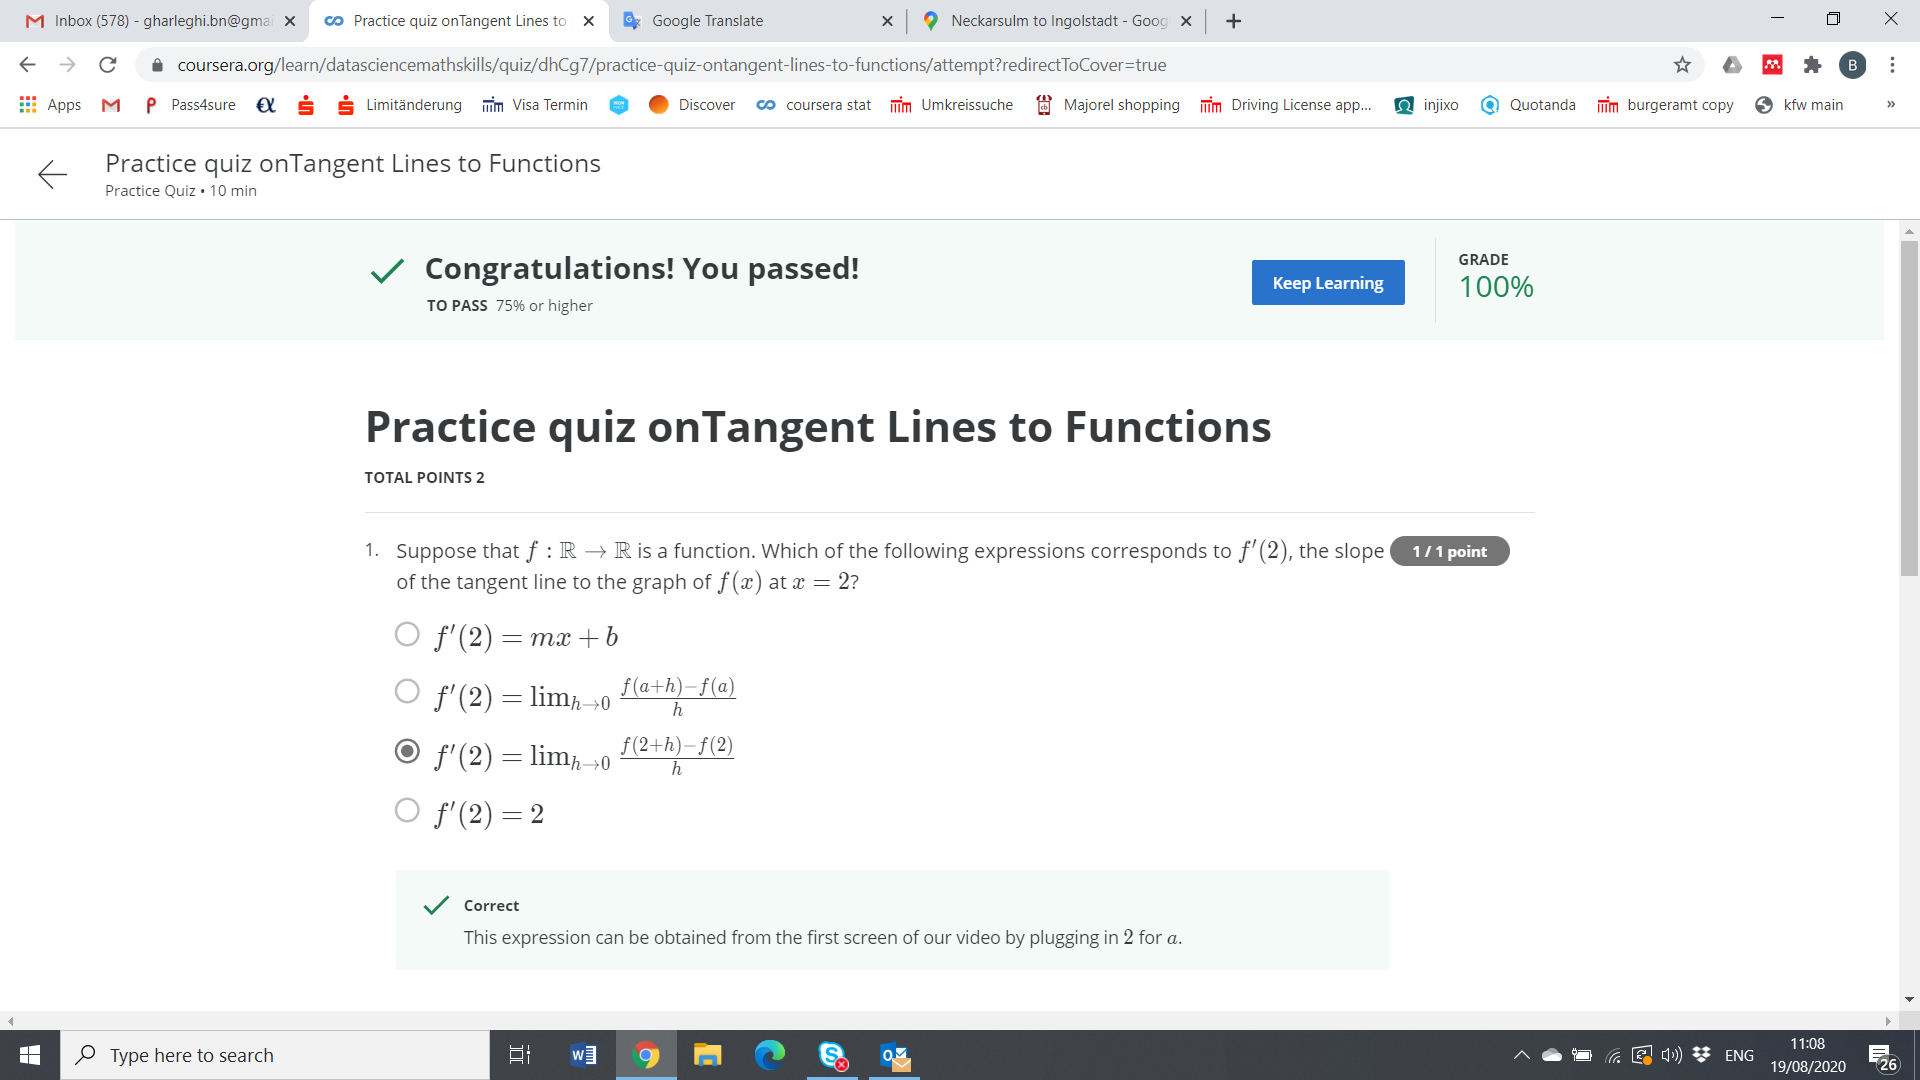 Inbox (578) - gharleghi.bn@gmai
Practice quiz onTangent Lines to
Google Translate
Neckarsulm to Ingolstadt - Goog
coursera.org/learn/datasciencemathskills/quiz/dhCg7/practice-quiz-ontangent-lines-to-functions/attempt?redirectToCover=true
B
Apps Pass4sure Limitänderung Visa Termin Discover coursera stat Umkreissuche Majorel shopping Driving License app... injixo Quotanda burgeramt copy kfw main »
Practice quiz onTangent Lines to Functions
Practice Quiz • 10 min
Congratulations! You passed!
TO PASS 75% or higher
Keep Learning
GRADE
100%
Practice quiz onTangent Lines to Functions
TOTAL POINTS 2
1. Suppose that f : ℝ → ℝ is a function. Which of the following expressions corresponds to f′(2), the slope 1 / 1 point
of the tangent line to the graph of f(x) at x = 2?
f′(2) = mx + b
f′(2) = lim_{h→0} \frac{f(a+h)−f(a)}{h}
f′(2) = lim_{h→0} \frac{f(2+h)−f(2)}{h}
f′(2) = 2
Correct
This expression can be obtained from the first screen of our video by plugging in 2 for a.
Type here to search
ENG
11:08
19/08/2020
26